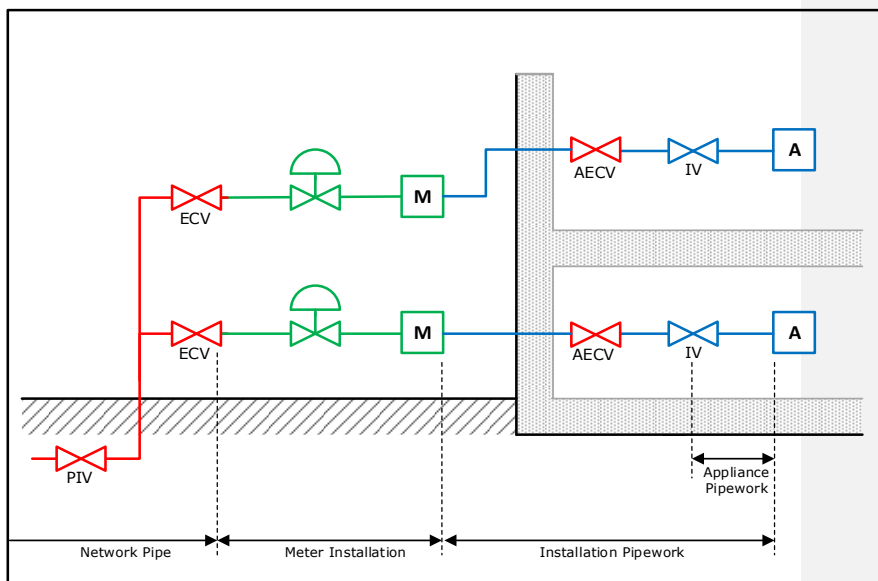 A
AECV
IV
M
ECV
M
A
ECV
AECV
IV
PIV
Appliance
Pipework
Network Pipe
Meter Installation
Installation Pipework